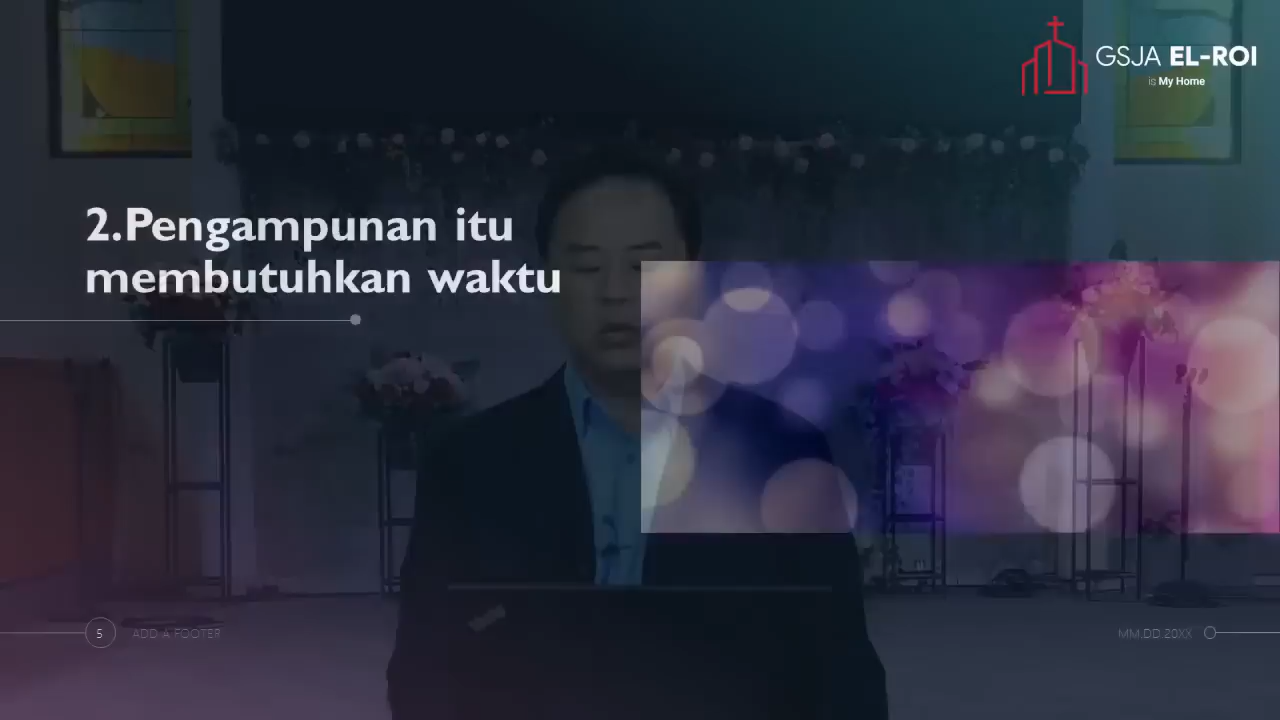 GSJA EL-ROI
is My Home
2.Pengampunan itu
membutuhkan waktu
5 ADD A FOOTER
MM.DD.20XX